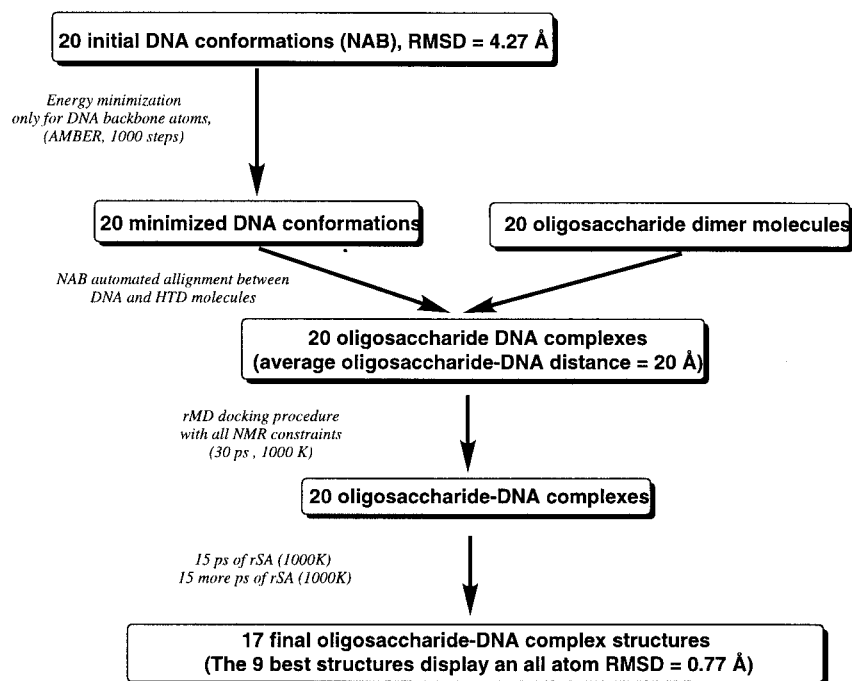 20 initial DNA conformations (NAB), RMSD = 4.27 Å
Energy minimization
only for DNA backbone atoms,
(AMBER, 1000 steps)
20 minimized DNA conformations
20 oligosaccharide dimer molecules
NAB automated allignment between
DNA and HTD molecules
20 oligosaccharide DNA complexes
(average oligosaccharide-DNA distance = 20 Å)
rMD docking procedure
with all NMR constraints
(30 ps , 1000 K)
20 oligosaccharide-DNA complexes
15 ps of rSA (1000K)
15 more ps of rSA (1000K)
17 final oligosaccharide-DNA complex structures
(The 9 best structures display an all atom RMSD = 0.77 Å)